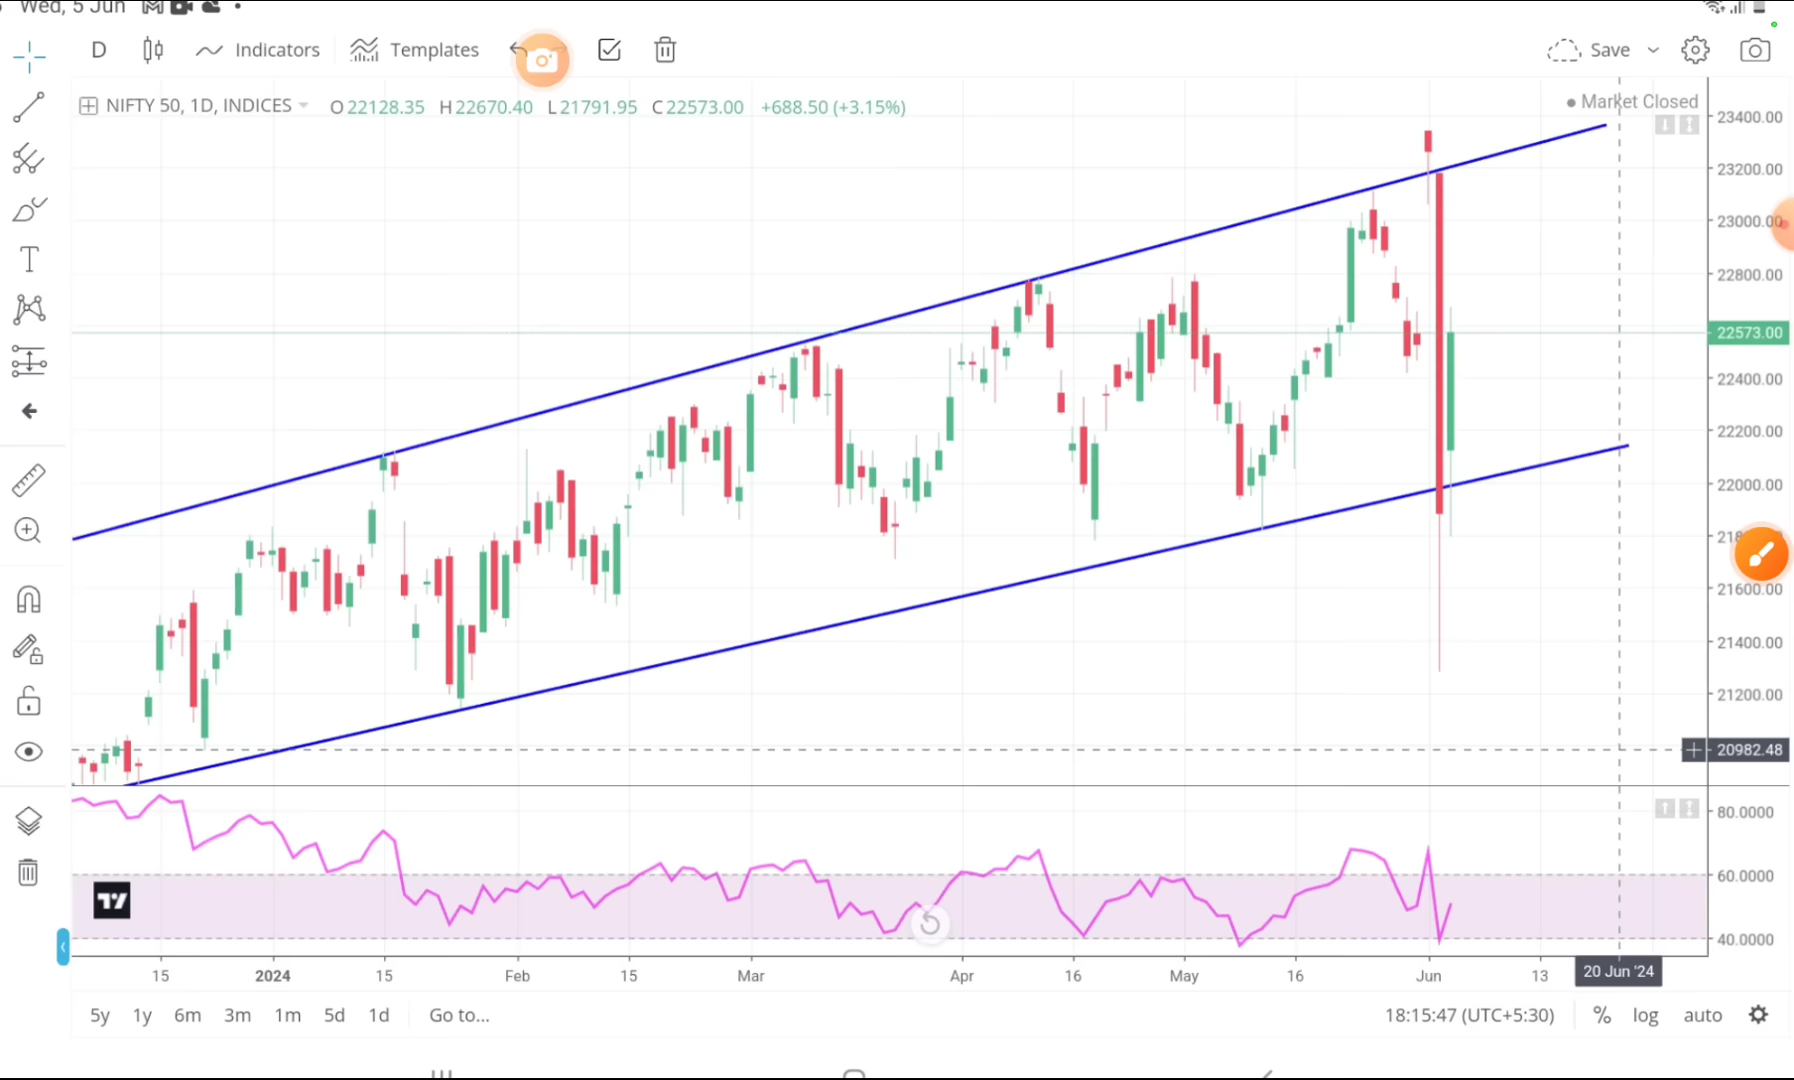 Wed, 5 Jun
D Indicators Templates Save
NIFTY 50, 1D, INDICES O22128.35 H22670.40 L21791.95 C22573.00 +688.50 (+3.15%)
Market Closed
23400.00
23200.00
23000.00
22800.00
22573.00
22400.00
22200.00
22000.00
21600.00
21400.00
21200.00
20982.48
80.0000
60.0000
40.0000
15 2024 15 Feb 15 Mar Apr 16 May 16 Jun 13 20 Jun '24
5y 1y 6m 3m 1m 5d 1d Go to... 18:15:47 (UTC+5:30) % log auto